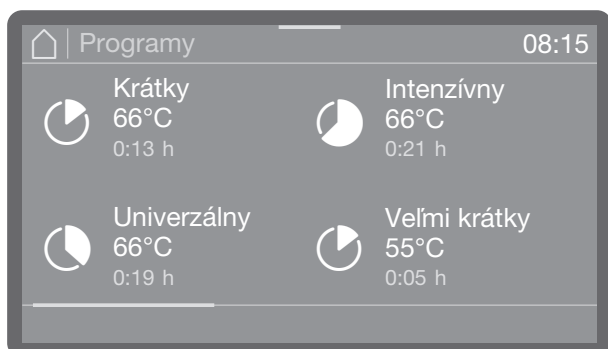 Programy 08:15
Krátky
66°C
0:13 h
Intenzívny
66°C
0:21 h
Univerzálny
66°C
0:19 h
Veľmi krátky
55°C
0:05 h